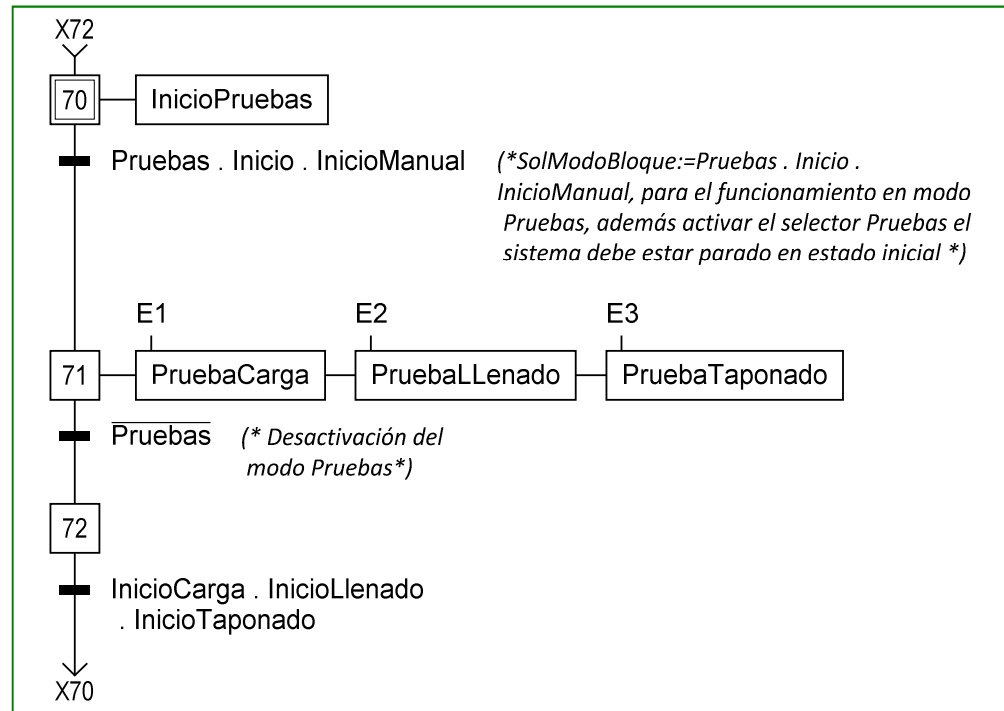 X72
70 InicioPruebas
Pruebas . Inicio . InicioManual (*SolModoBloque:=Pruebas . Inicio .
InicioManual, para el funcionamiento en modo
Pruebas, además activar el selector Pruebas el
sistema debe estar parado en estado inicial *)
E1 E2 E3
71 PruebaCarga PruebaLLenado PruebaTaponado
Pruebas (* Desactivación del
modo Pruebas*)
72
InicioCarga . InicioLlenado
. InicioTaponado
X70